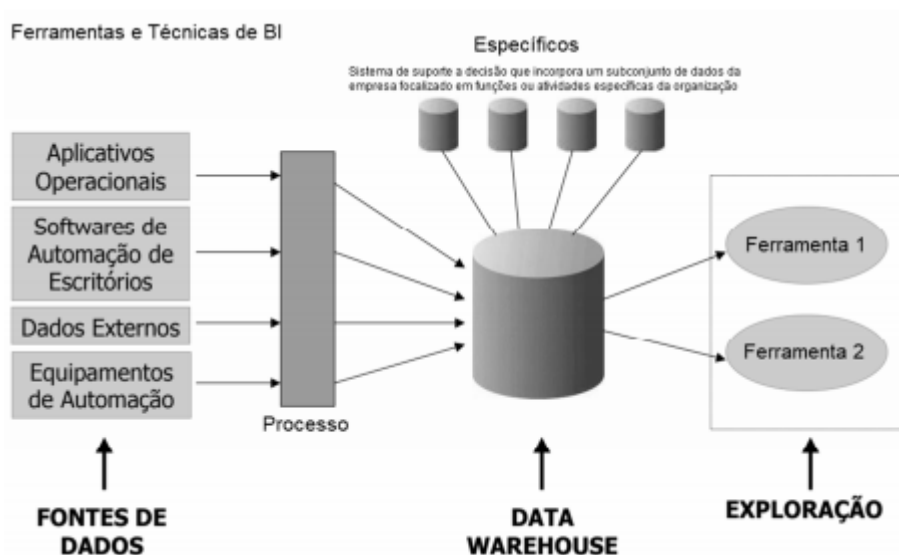 Ferramentas e Técnicas de BI
Específicos
Sistema de suporte a decisão que incorpora um subconjunto de dados da
empresa focalizado em funções ou atividades específicas da organização
Aplicativos
Operacionais
Softwares de
Automação de
Escritórios
Dados Externos
Equipamentos
de Automação
Processo
Ferramenta 1
Ferramenta 2
FONTES DE
DADOS
DATA
WAREHOUSE
EXPLORAÇÃO